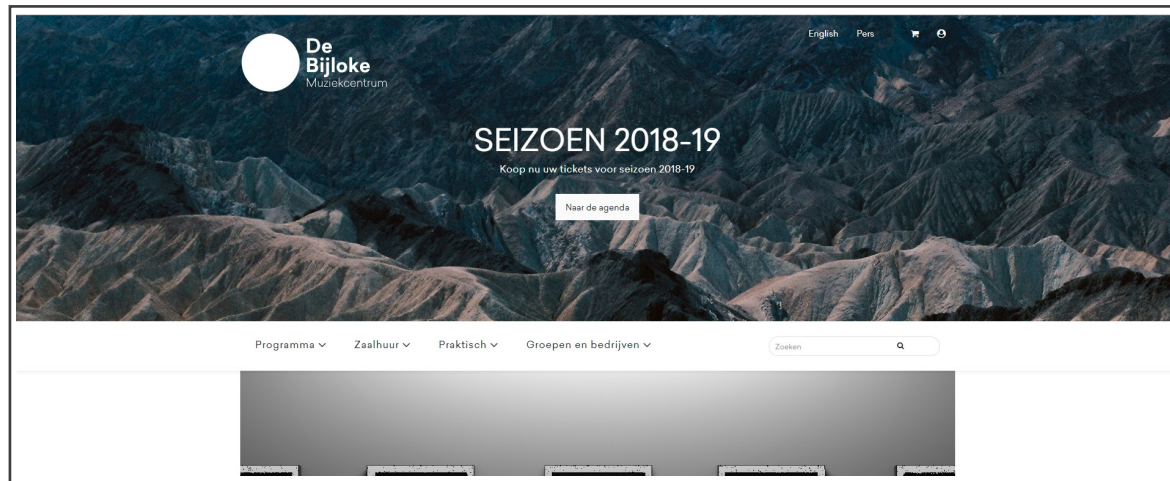 De
Bijloke
Muziekcentrum
English Pers
SEIZOEN 2018-19
Koop nu uw tickets voor seizoen 2018-19
Naar de agenda
Programma Zaalhuur Praktisch Groepen en bedrijven Zoeken